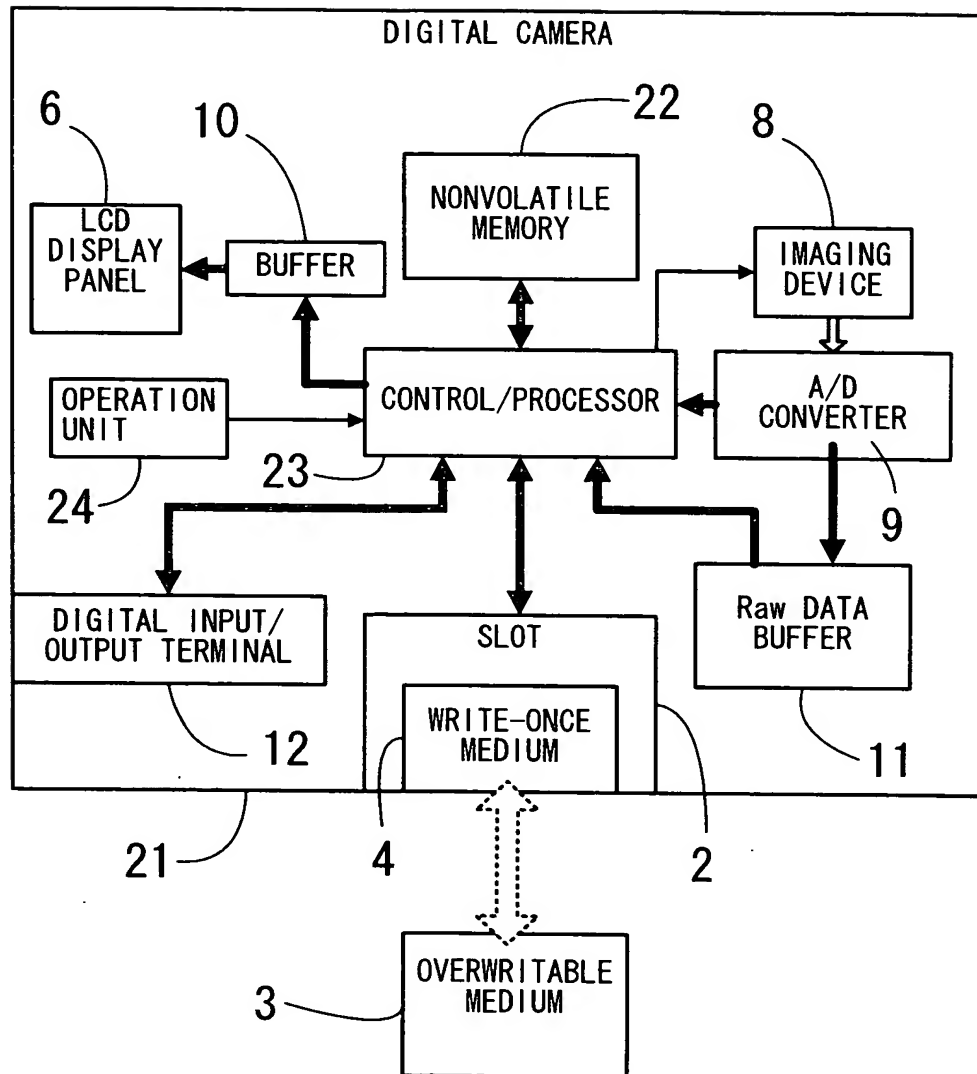 DIGITAL CAMERA
6
10
22
8
LCD
DISPLAY
PANEL
BUFFER
NONVOLATILE
MEMORY
IMAGING
DEVICE
OPERATION
UNIT
CONTROL/PROCESSOR
A/D
CONVERTER
24
23
9
DIGITAL INPUT/
OUTPUT TERMINAL
SLOT
Raw DATA
BUFFER
WRITE-ONCE
MEDIUM
12
11
21
4
2
OVERWRITABLE
MEDIUM
3